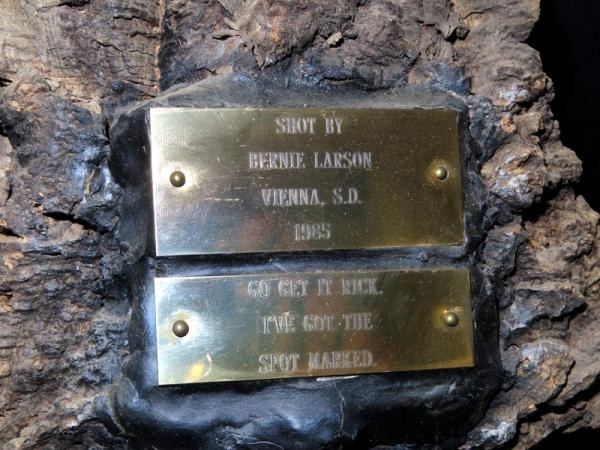 SHOT BY
BERNIE LARSON
VIENNA, S.D.
1985
GO GET IT RICK.
I'VE GOT THE
SPOT MARKED.